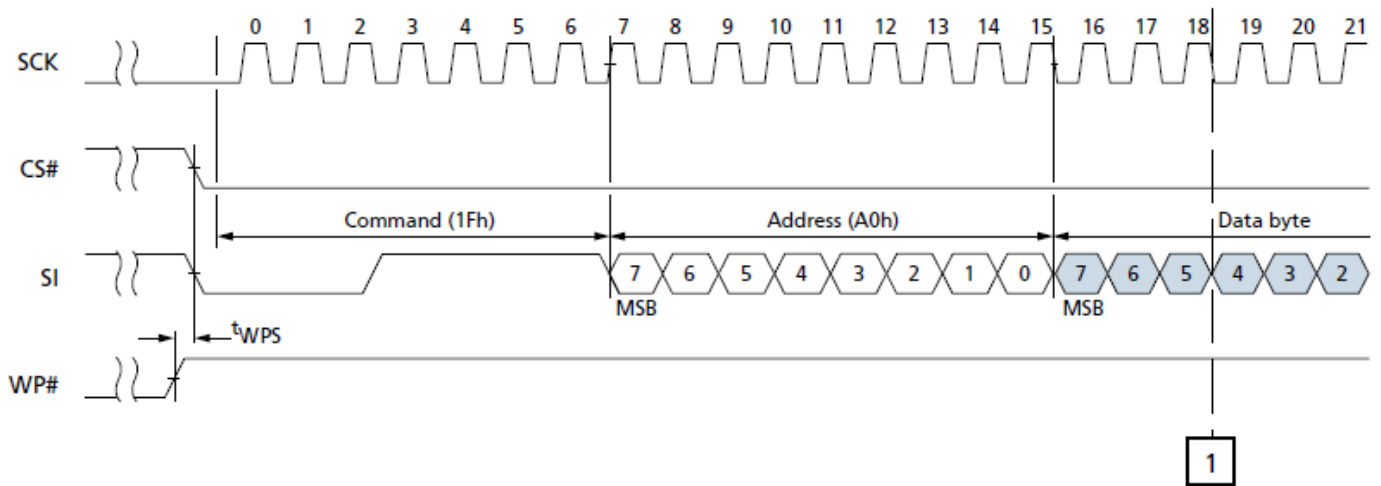 0 1 2 3 4 5 6 7 8 9 10 11 12 13 14 15 16 17 18 19 20 21
SCK
CS#
Command (1Fh) Address (A0h) Data byte
SI 7 6 5 4 3 2 1 0 7 6 5 4 3 2
MSB MSB
tWPS
WP#
1